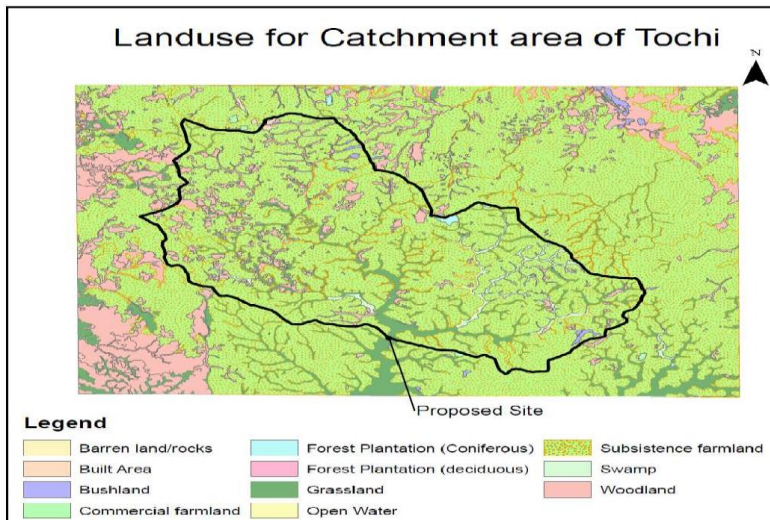 Landuse for Catchment area of Tochi
N
Proposed Site
Legend
Barren land/rocks
Built Area
Bushland
Commercial farmland
Forest Plantation (Coniferous)
Forest Plantation (deciduous)
Grassland
Open Water
Subsistence farmland
Swamp
Woodland